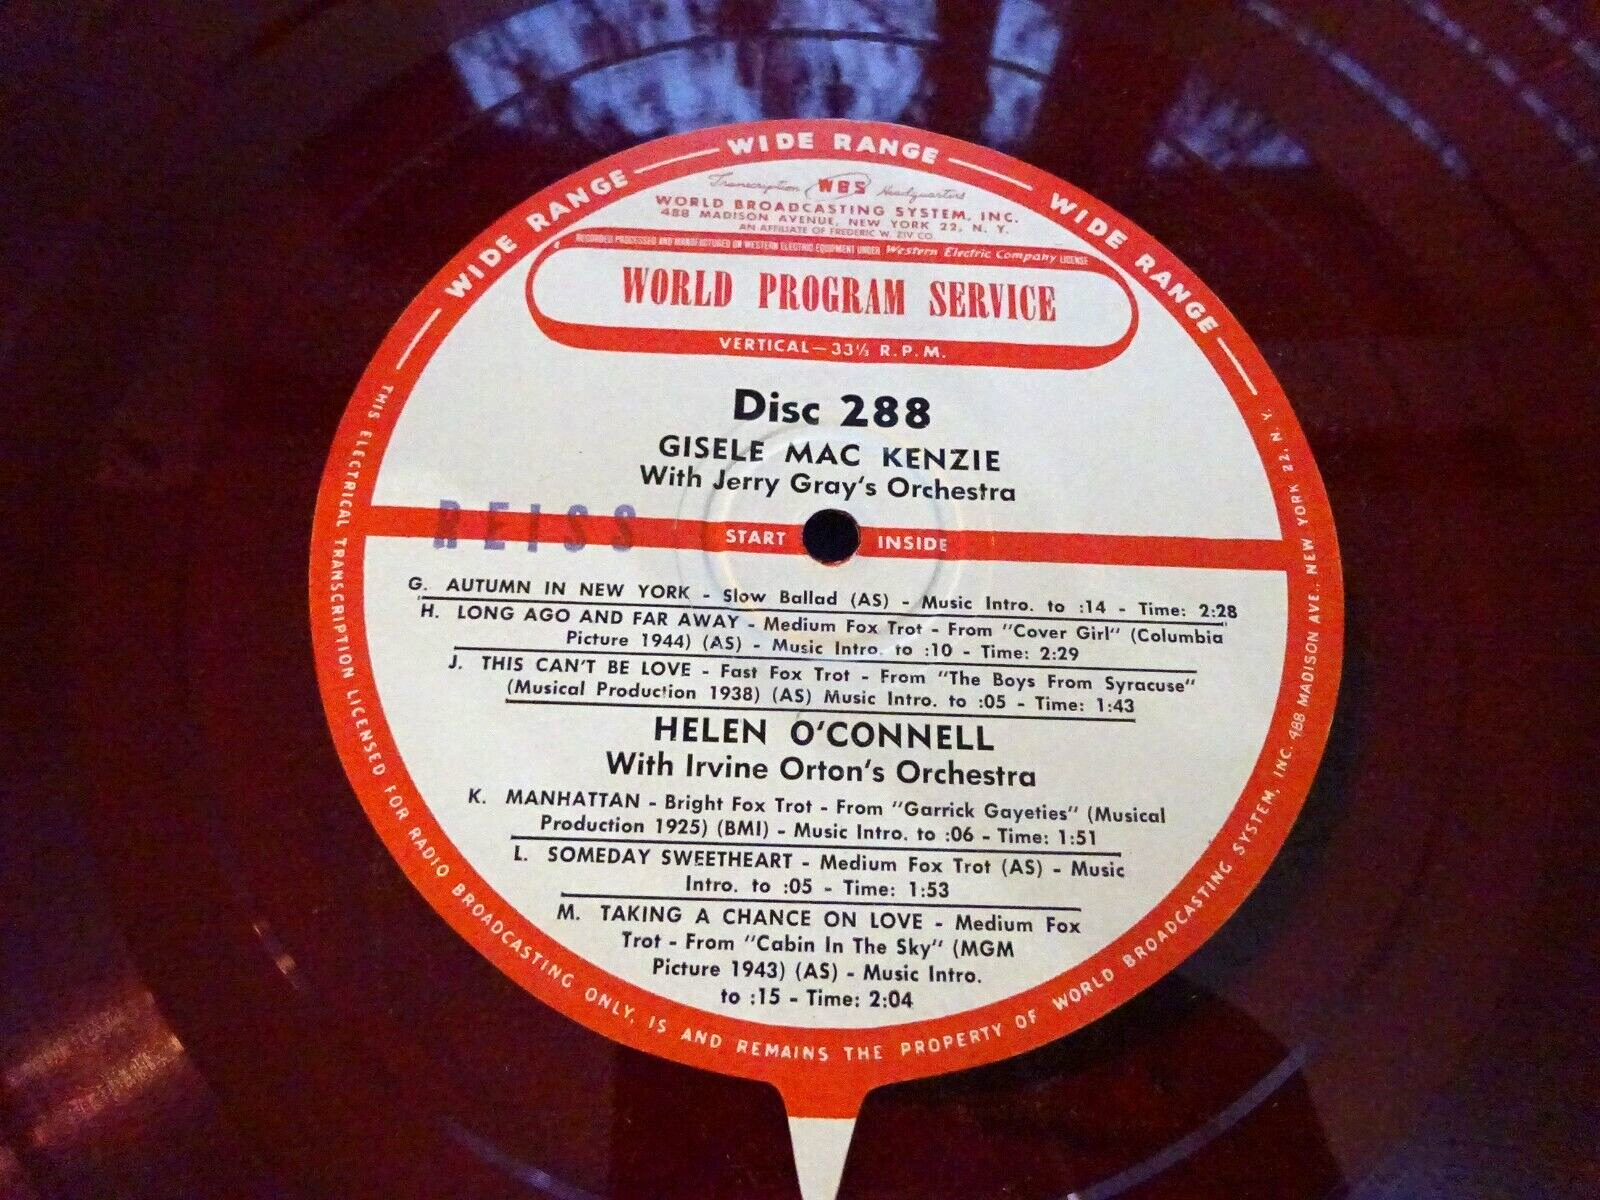 WIDE RANGE — WIDE RANGE — WIDE RANGE
Transcription WBS Headquarters
WORLD BROADCASTING SYSTEM, INC.
488 MADISON AVENUE, NEW YORK 22, N. Y.
AN AFFILIATE OF FREDERIC W. ZIV CO.
RECORDED PROCESSED AND MANUFACTURED ON WESTERN ELECTRIC EQUIPMENT UNDER Western Electric Company LICENSE
WORLD PROGRAM SERVICE
VERTICAL—33⅓ R.P.M.
Disc 288
GISELE MAC KENZIE
With Jerry Gray's Orchestra
REISS
START INSIDE
G. AUTUMN IN NEW YORK - Slow Ballad (AS) - Music Intro. to :14 - Time: 2:28
H. LONG AGO AND FAR AWAY - Medium Fox Trot - From "Cover Girl" (Columbia
Picture 1944) (AS) - Music Intro. to :10 - Time: 2:29
J. THIS CAN'T BE LOVE - Fast Fox Trot - From "The Boys From Syracuse"
(Musical Production 1938) (AS) Music Intro. to :05 - Time: 1:43
HELEN O'CONNELL
With Irvine Orton's Orchestra
K. MANHATTAN - Bright Fox Trot - From "Garrick Gayeties" (Musical
Production 1925) (BMI) - Music Intro. to :06 - Time: 1:51
L. SOMEDAY SWEETHEART - Medium Fox Trot (AS) - Music
Intro. to :05 - Time: 1:53
M. TAKING A CHANCE ON LOVE - Medium Fox
Trot - From "Cabin In The Sky" (MGM
Picture 1943) (AS) - Music Intro.
to :15 - Time: 2:04
THIS ELECTRICAL TRANSCRIPTION LICENSED FOR RADIO BROADCASTING ONLY, IS AND REMAINS THE PROPERTY OF WORLD BROADCASTING SYSTEM, INC. 488 MADISON AVE., NEW YORK 22, N. Y.